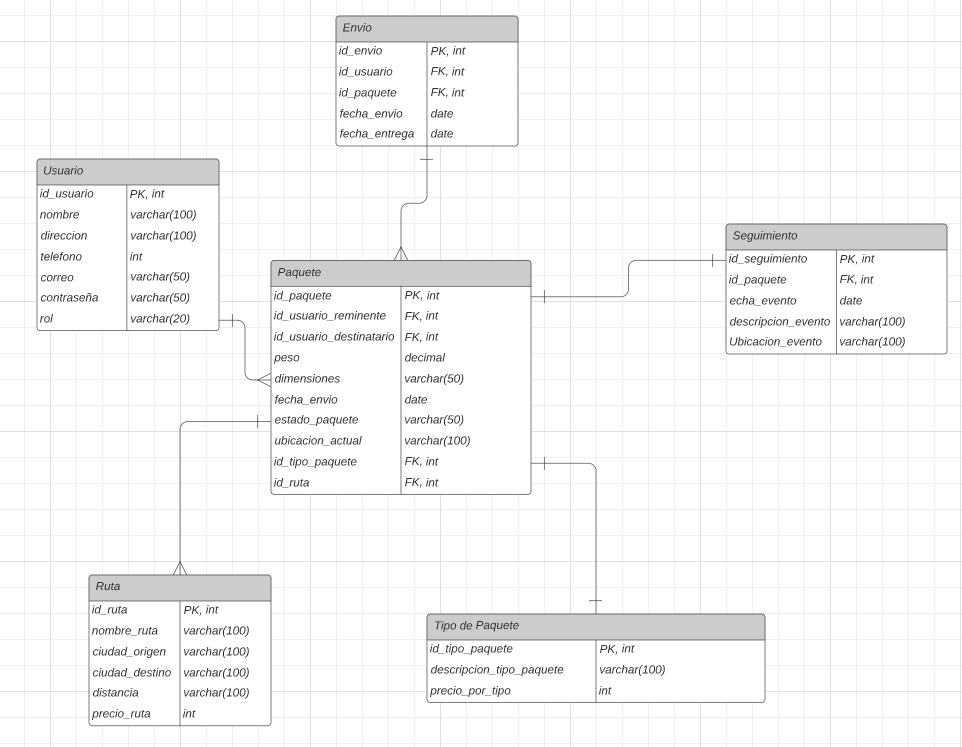 Envio
id_envio PK, int
id_usuario FK, int
id_paquete FK, int
fecha_envio date
fecha_entrega date
Usuario
id_usuario PK, int
nombre varchar(100)
direccion varchar(100)
telefono int
correo varchar(50)
contraseña varchar(50)
rol varchar(20)
Paquete
id_paquete PK, int
id_usuario_reminente FK, int
id_usuario_destinatario FK, int
peso decimal
dimensiones varchar(50)
fecha_envio date
estado_paquete varchar(50)
ubicacion_actual varchar(100)
id_tipo_paquete FK, int
id_ruta FK, int
Seguimiento
id_seguimiento PK, int
id_paquete FK, int
echa_evento date
descripcion_evento varchar(100)
Ubicacion_evento varchar(100)
Ruta
id_ruta PK, int
nombre_ruta varchar(100)
ciudad_origen varchar(100)
ciudad_destino varchar(100)
distancia varchar(100)
precio_ruta int
Tipo de Paquete
id_tipo_paquete PK, int
descripcion_tipo_paquete varchar(100)
precio_por_tipo int